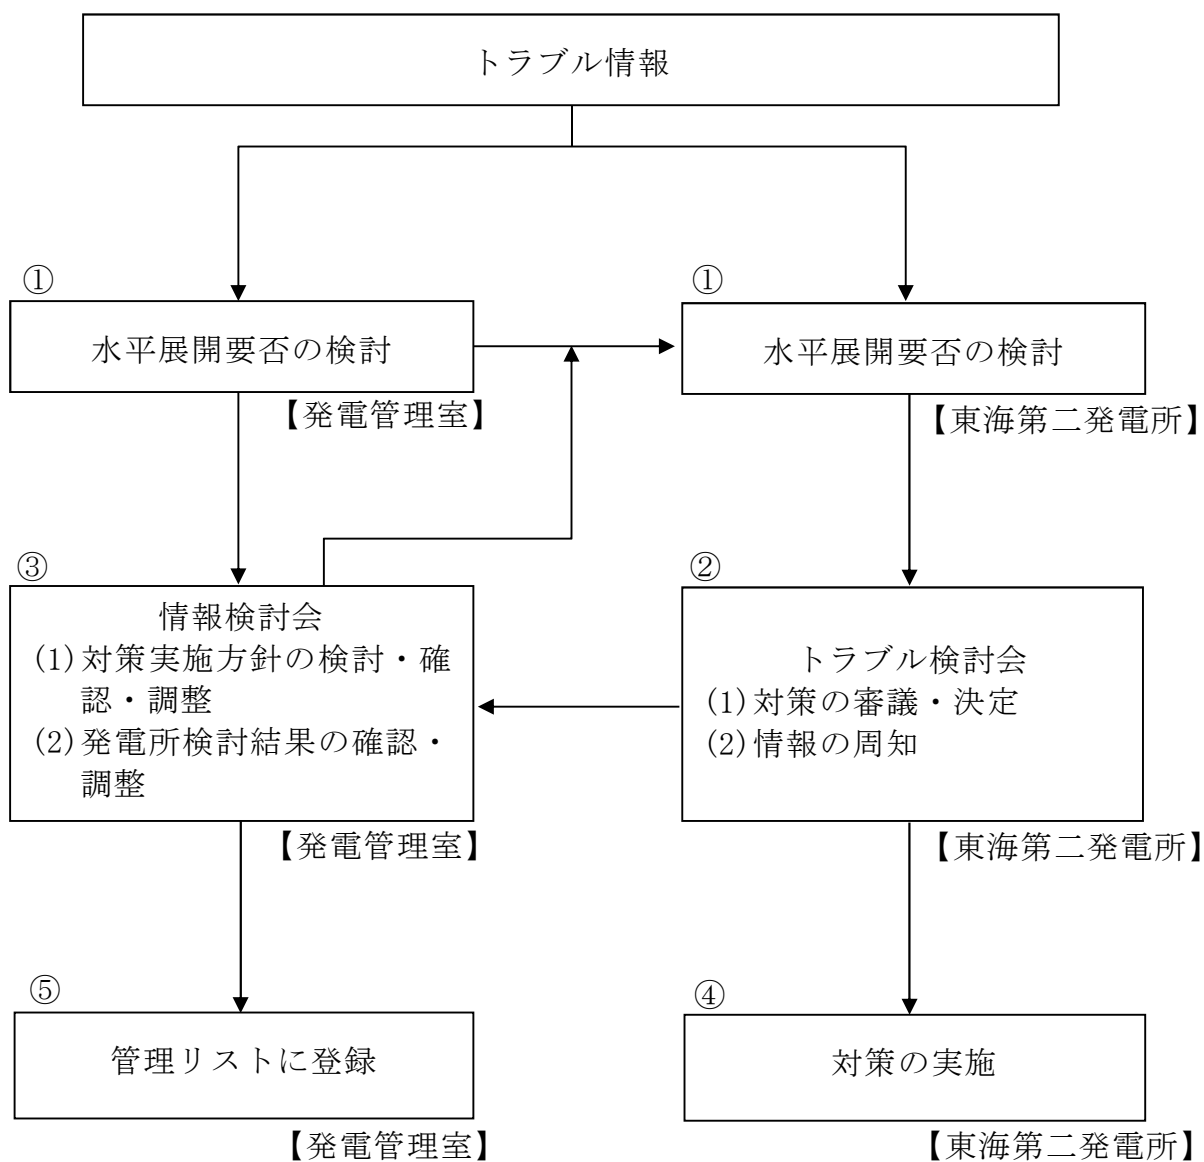 トラブル情報
①
水平展開要否の検討
【発電管理室】
①
水平展開要否の検討
【東海第二発電所】
③
情報検討会
(1)対策実施方針の検討・確
認・調整
(2)発電所検討結果の確認・
調整
【発電管理室】
②
トラブル検討会
(1)対策の審議・決定
(2)情報の周知
【東海第二発電所】
⑤
管理リストに登録
【発電管理室】
④
対策の実施
【東海第二発電所】